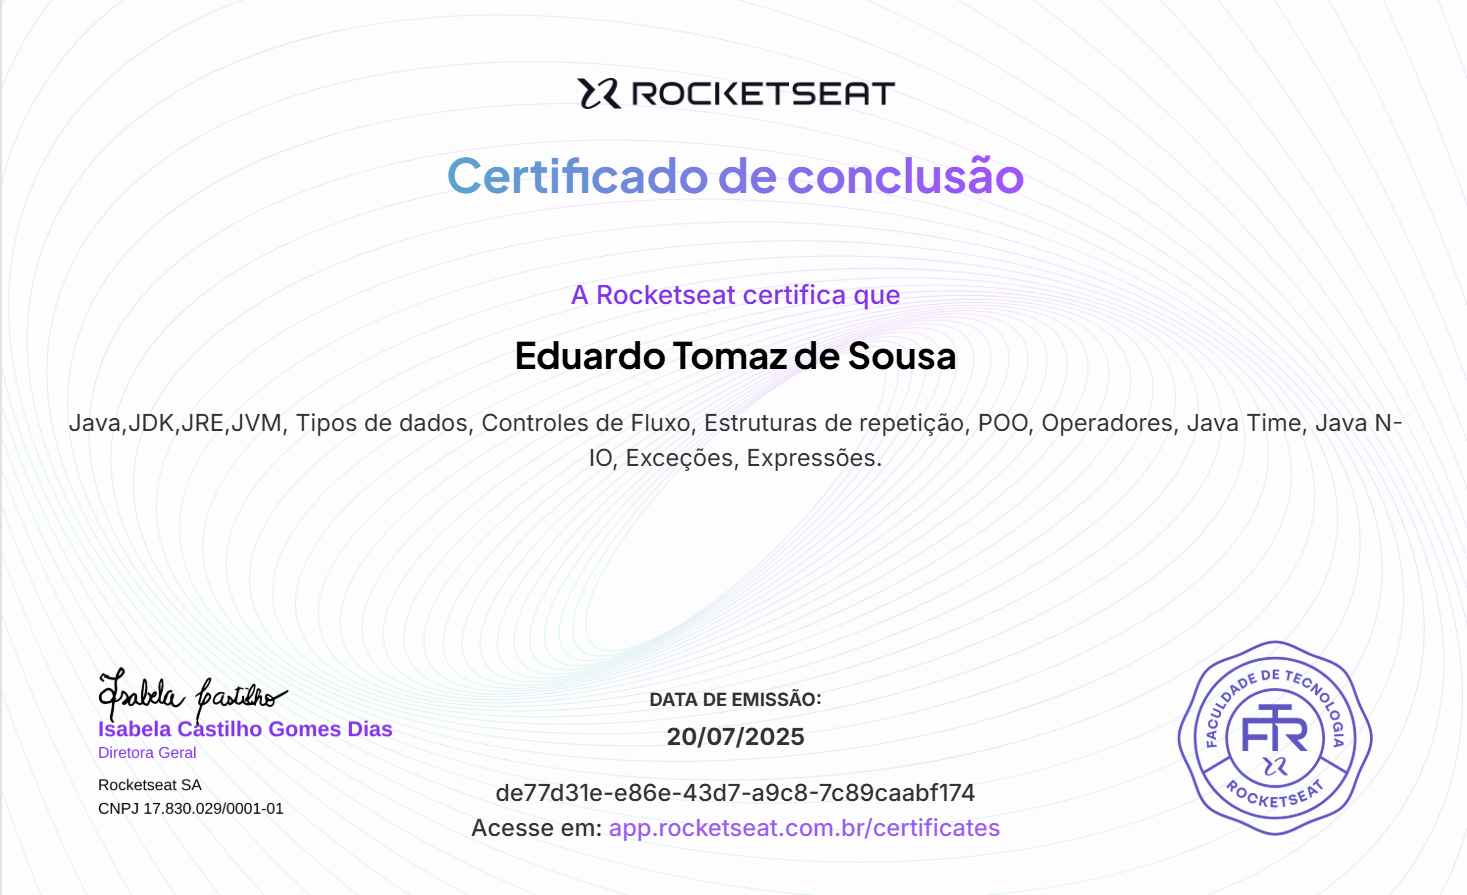 ROCKETSEAT
Certificado de conclusão
A Rocketseat certifica que
Eduardo Tomaz de Sousa
Java,JDK,JRE,JVM, Tipos de dados, Controles de Fluxo, Estruturas de repetição, POO, Operadores, Java Time, Java N-
IO, Exceções, Expressões.
Isabela Castilho
Isabela Castilho Gomes Dias
Diretora Geral
Rocketseat SA
CNPJ 17.830.029/0001-01
DATA DE EMISSÃO:
20/07/2025
de77d31e-e86e-43d7-a9c8-7c89caabf174
Acesse em: app.rocketseat.com.br/certificates
FACULDADE DE TECNOLOGIA
FTR
ROCKETSEAT